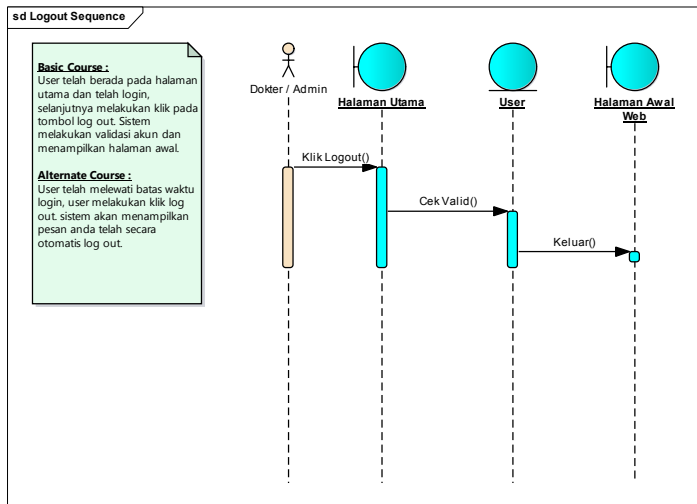 sd Logout Sequence
Basic Course :
User telah berada pada halaman
utama dan telah login,
selanjutnya melakukan klik pada
tombol log out. Sistem
melakukan validasi akun dan
menampilkan halaman awal.
Alternate Course :
User telah melewati batas waktu
login, user melakukan klik log
out. sistem akan menampilkan
pesan anda telah secara
otomatis log out.
Dokter / Admin
Halaman Utama
User
Halaman Awal
Web
Klik Logout()
Cek Valid()
Keluar()